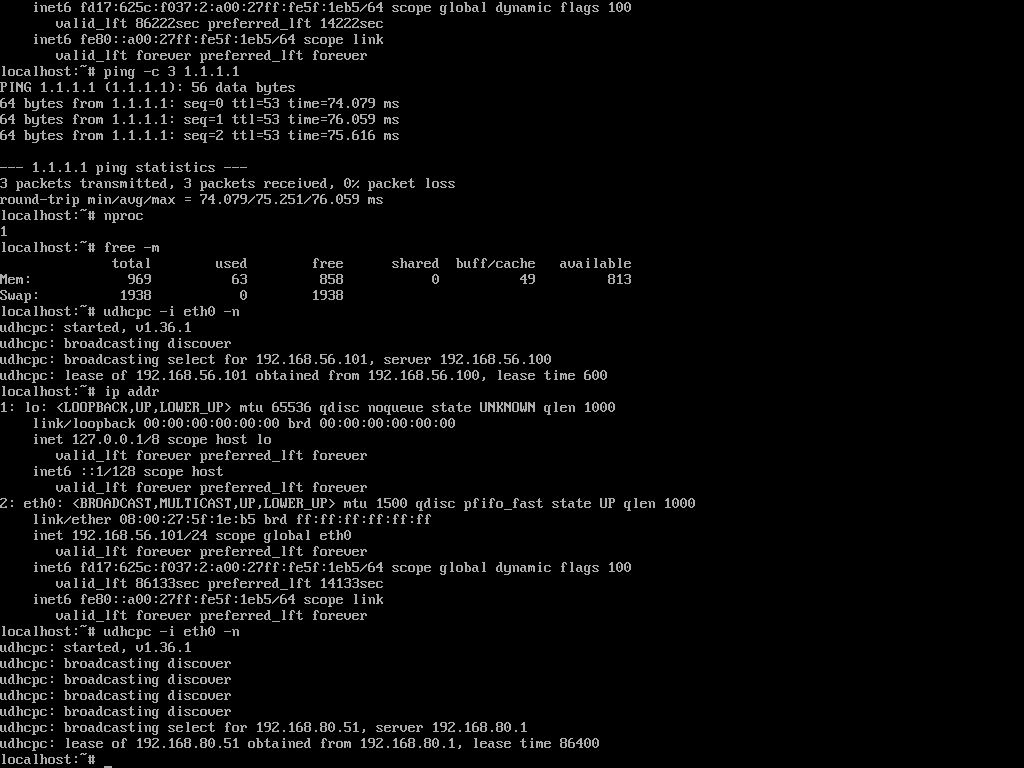 inet6 fd17:625c:f037:2:a00:27ff:fe5f:1eb5/64 scope global dynamic flags 100
valid_lft 86222sec preferred_lft 14222sec
inet6 fe80::a00:27ff:fe5f:1eb5/64 scope link
valid_lft forever preferred_lft forever
localhost:~# ping -c 3 1.1.1.1
PING 1.1.1.1 (1.1.1.1): 56 data bytes
64 bytes from 1.1.1.1: seq=0 ttl=53 time=74.079 ms
64 bytes from 1.1.1.1: seq=1 ttl=53 time=76.059 ms
64 bytes from 1.1.1.1: seq=2 ttl=53 time=75.616 ms
--- 1.1.1.1 ping statistics ---
3 packets transmitted, 3 packets received, 0% packet loss
round-trip min/avg/max = 74.079/75.251/76.059 ms
localhost:~# nproc
1
localhost:~# free -m
total used free shared buff/cache available
Mem: 969 63 858 0 49 813
Swap: 1938 0 1938
localhost:~# udhcpc -i eth0 -n
udhcpc: started, v1.36.1
udhcpc: broadcasting discover
udhcpc: broadcasting select for 192.168.56.101, server 192.168.56.100
udhcpc: lease of 192.168.56.101 obtained from 192.168.56.100, lease time 600
localhost:~# ip addr
1: lo: <LOOPBACK,UP,LOWER_UP> mtu 65536 qdisc noqueue state UNKNOWN qlen 1000
link/loopback 00:00:00:00:00:00 brd 00:00:00:00:00:00
inet 127.0.0.1/8 scope host lo
valid_lft forever preferred_lft forever
inet6 ::1/128 scope host
valid_lft forever preferred_lft forever
2: eth0: <BROADCAST,MULTICAST,UP,LOWER_UP> mtu 1500 qdisc pfifo_fast state UP qlen 1000
link/ether 08:00:27:5f:1e:b5 brd ff:ff:ff:ff:ff:ff
inet 192.168.56.101/24 scope global eth0
valid_lft forever preferred_lft forever
inet6 fd17:625c:f037:2:a00:27ff:fe5f:1eb5/64 scope global dynamic flags 100
valid_lft 86133sec preferred_lft 14133sec
inet6 fe80::a00:27ff:fe5f:1eb5/64 scope link
valid_lft forever preferred_lft forever
localhost:~# udhcpc -i eth0 -n
udhcpc: started, v1.36.1
udhcpc: broadcasting discover
udhcpc: broadcasting discover
udhcpc: broadcasting discover
udhcpc: broadcasting discover
udhcpc: broadcasting select for 192.168.80.51, server 192.168.80.1
udhcpc: lease of 192.168.80.51 obtained from 192.168.80.1, lease time 86400
localhost:~# _